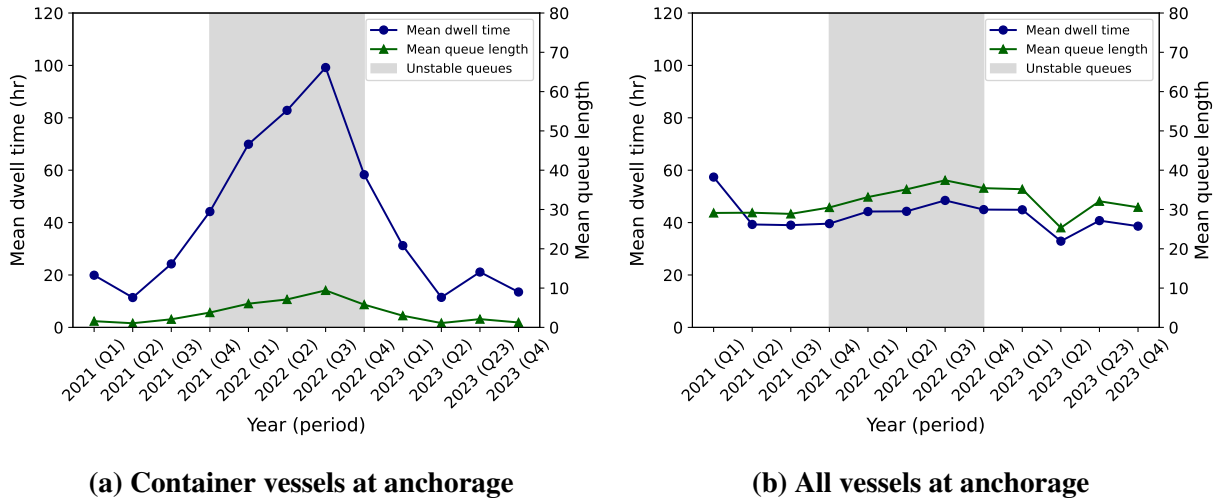 Mean dwell time (hr)
120
100
80
60
40
20
0
Mean dwell time
Mean queue length
Unstable queues
80
70
60
50
40
30
20
10
0
Mean queue length
2021 (Q1)
2021 (Q2)
2021 (Q3)
2021 (Q4)
2022 (Q1)
2022 (Q2)
2022 (Q3)
2022 (Q4)
2023 (Q1)
2023 (Q2)
2023 (Q23)
2023 (Q4)
Year (period)
(a) Container vessels at anchorage
Mean dwell time (hr)
120
100
80
60
40
20
0
Mean dwell time
Mean queue length
Unstable queues
80
70
60
50
40
30
20
10
0
Mean queue length
2021 (Q1)
2021 (Q2)
2021 (Q3)
2021 (Q4)
2022 (Q1)
2022 (Q2)
2022 (Q3)
2022 (Q4)
2023 (Q1)
2023 (Q2)
2023 (Q23)
2023 (Q4)
Year (period)
(b) All vessels at anchorage